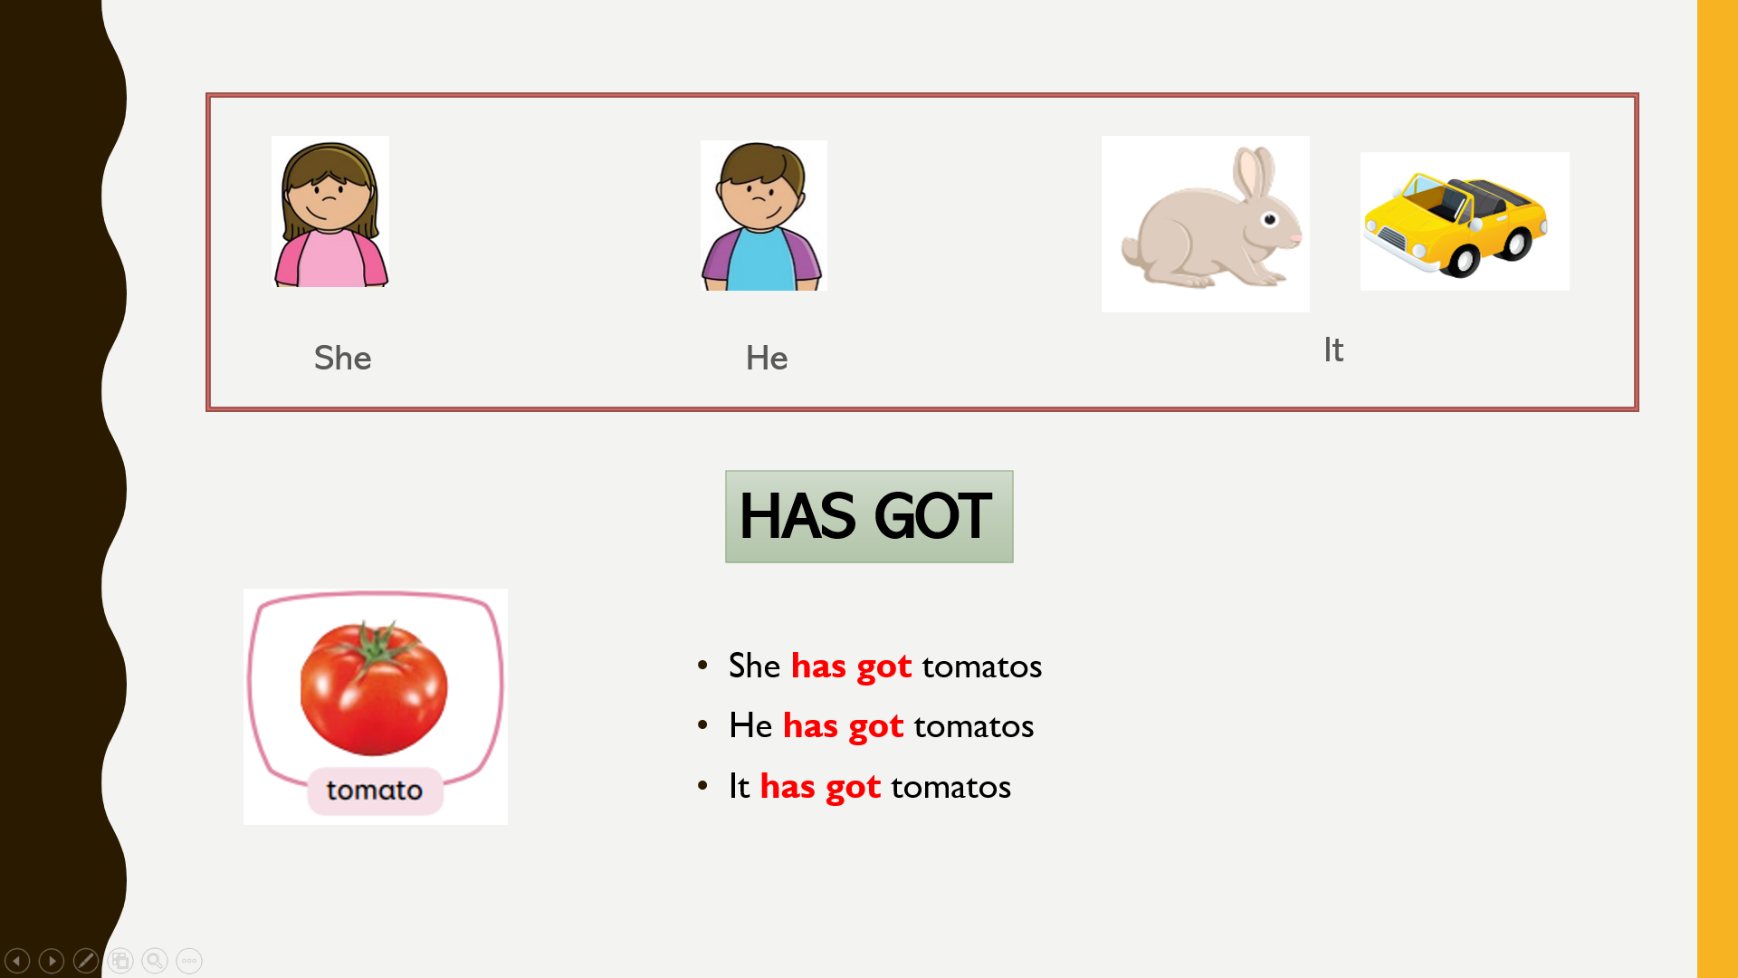 She
He
It
HAS GOT
tomato
• She has got tomatos
• He has got tomatos
• It has got tomatos